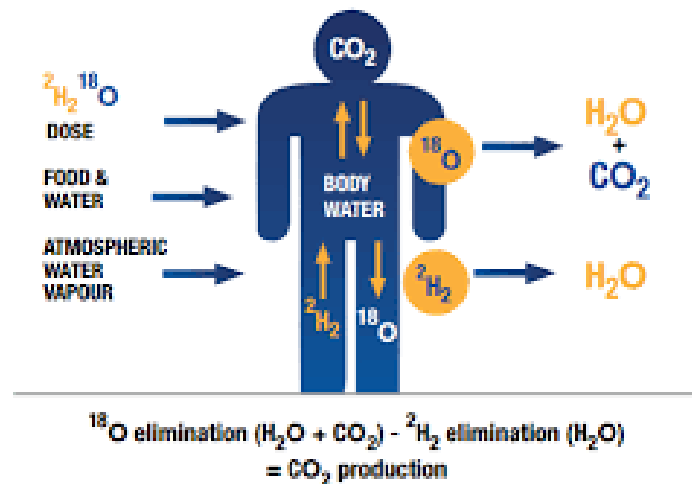 CO₂
²H₂¹⁸O
DOSE
FOOD &
WATER
ATMOSPHERIC
WATER
VAPOUR
BODY
WATER
²H₂
¹⁸O
¹⁸O
H₂O
+
CO₂
²H₂
H₂O
¹⁸O elimination (H₂O + CO₂) - ²H₂ elimination (H₂O)
= CO₂ production